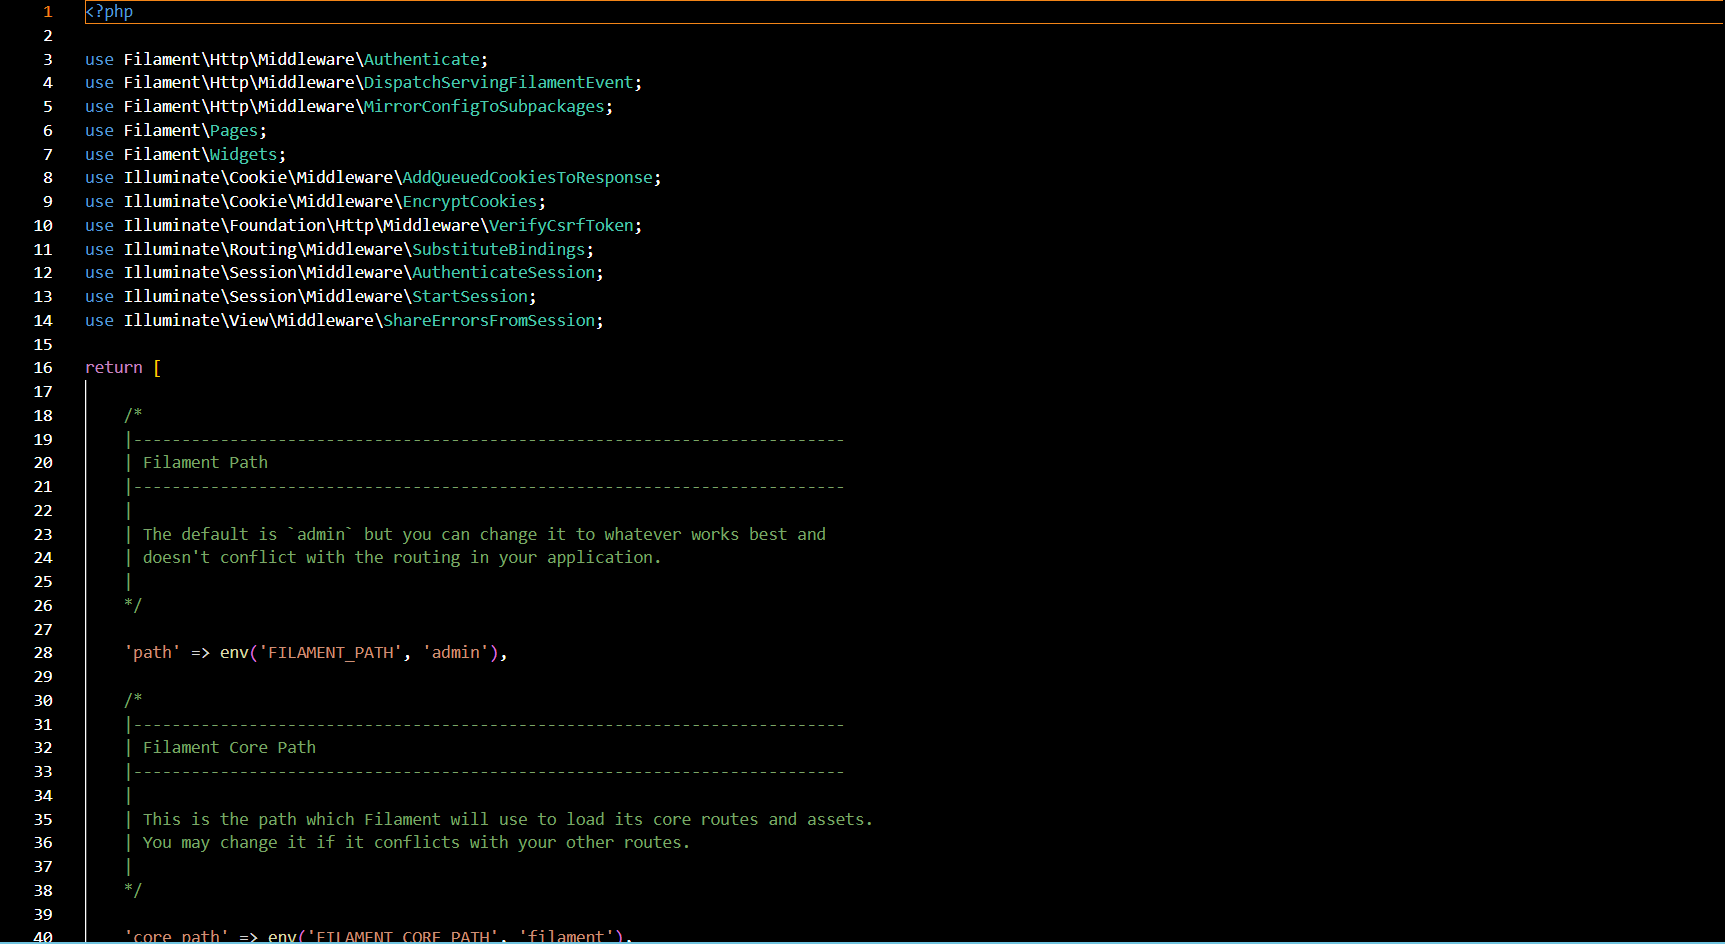 1 <?php
2
3 use Filament\Http\Middleware\Authenticate;
4 use Filament\Http\Middleware\DispatchServingFilamentEvent;
5 use Filament\Http\Middleware\MirrorConfigToSubpackages;
6 use Filament\Pages;
7 use Filament\Widgets;
8 use Illuminate\Cookie\Middleware\AddQueuedCookiesToResponse;
9 use Illuminate\Cookie\Middleware\EncryptCookies;
10 use Illuminate\Foundation\Http\Middleware\VerifyCsrfToken;
11 use Illuminate\Routing\Middleware\SubstituteBindings;
12 use Illuminate\Session\Middleware\AuthenticateSession;
13 use Illuminate\Session\Middleware\StartSession;
14 use Illuminate\View\Middleware\ShareErrorsFromSession;
15
16 return [
17
18     /*
19     |--------------------------------------------------------------------------
20     | Filament Path
21     |--------------------------------------------------------------------------
22     |
23     | The default is `admin` but you can change it to whatever works best and
24     | doesn't conflict with the routing in your application.
25     |
26     */
27
28     'path' => env('FILAMENT_PATH', 'admin'),
29
30     /*
31     |--------------------------------------------------------------------------
32     | Filament Core Path
33     |--------------------------------------------------------------------------
34     |
35     | This is the path which Filament will use to load its core routes and assets.
36     | You may change it if it conflicts with your other routes.
37     |
38     */
39
40     'core_path' => env('FILAMENT_CORE_PATH', 'filament'),